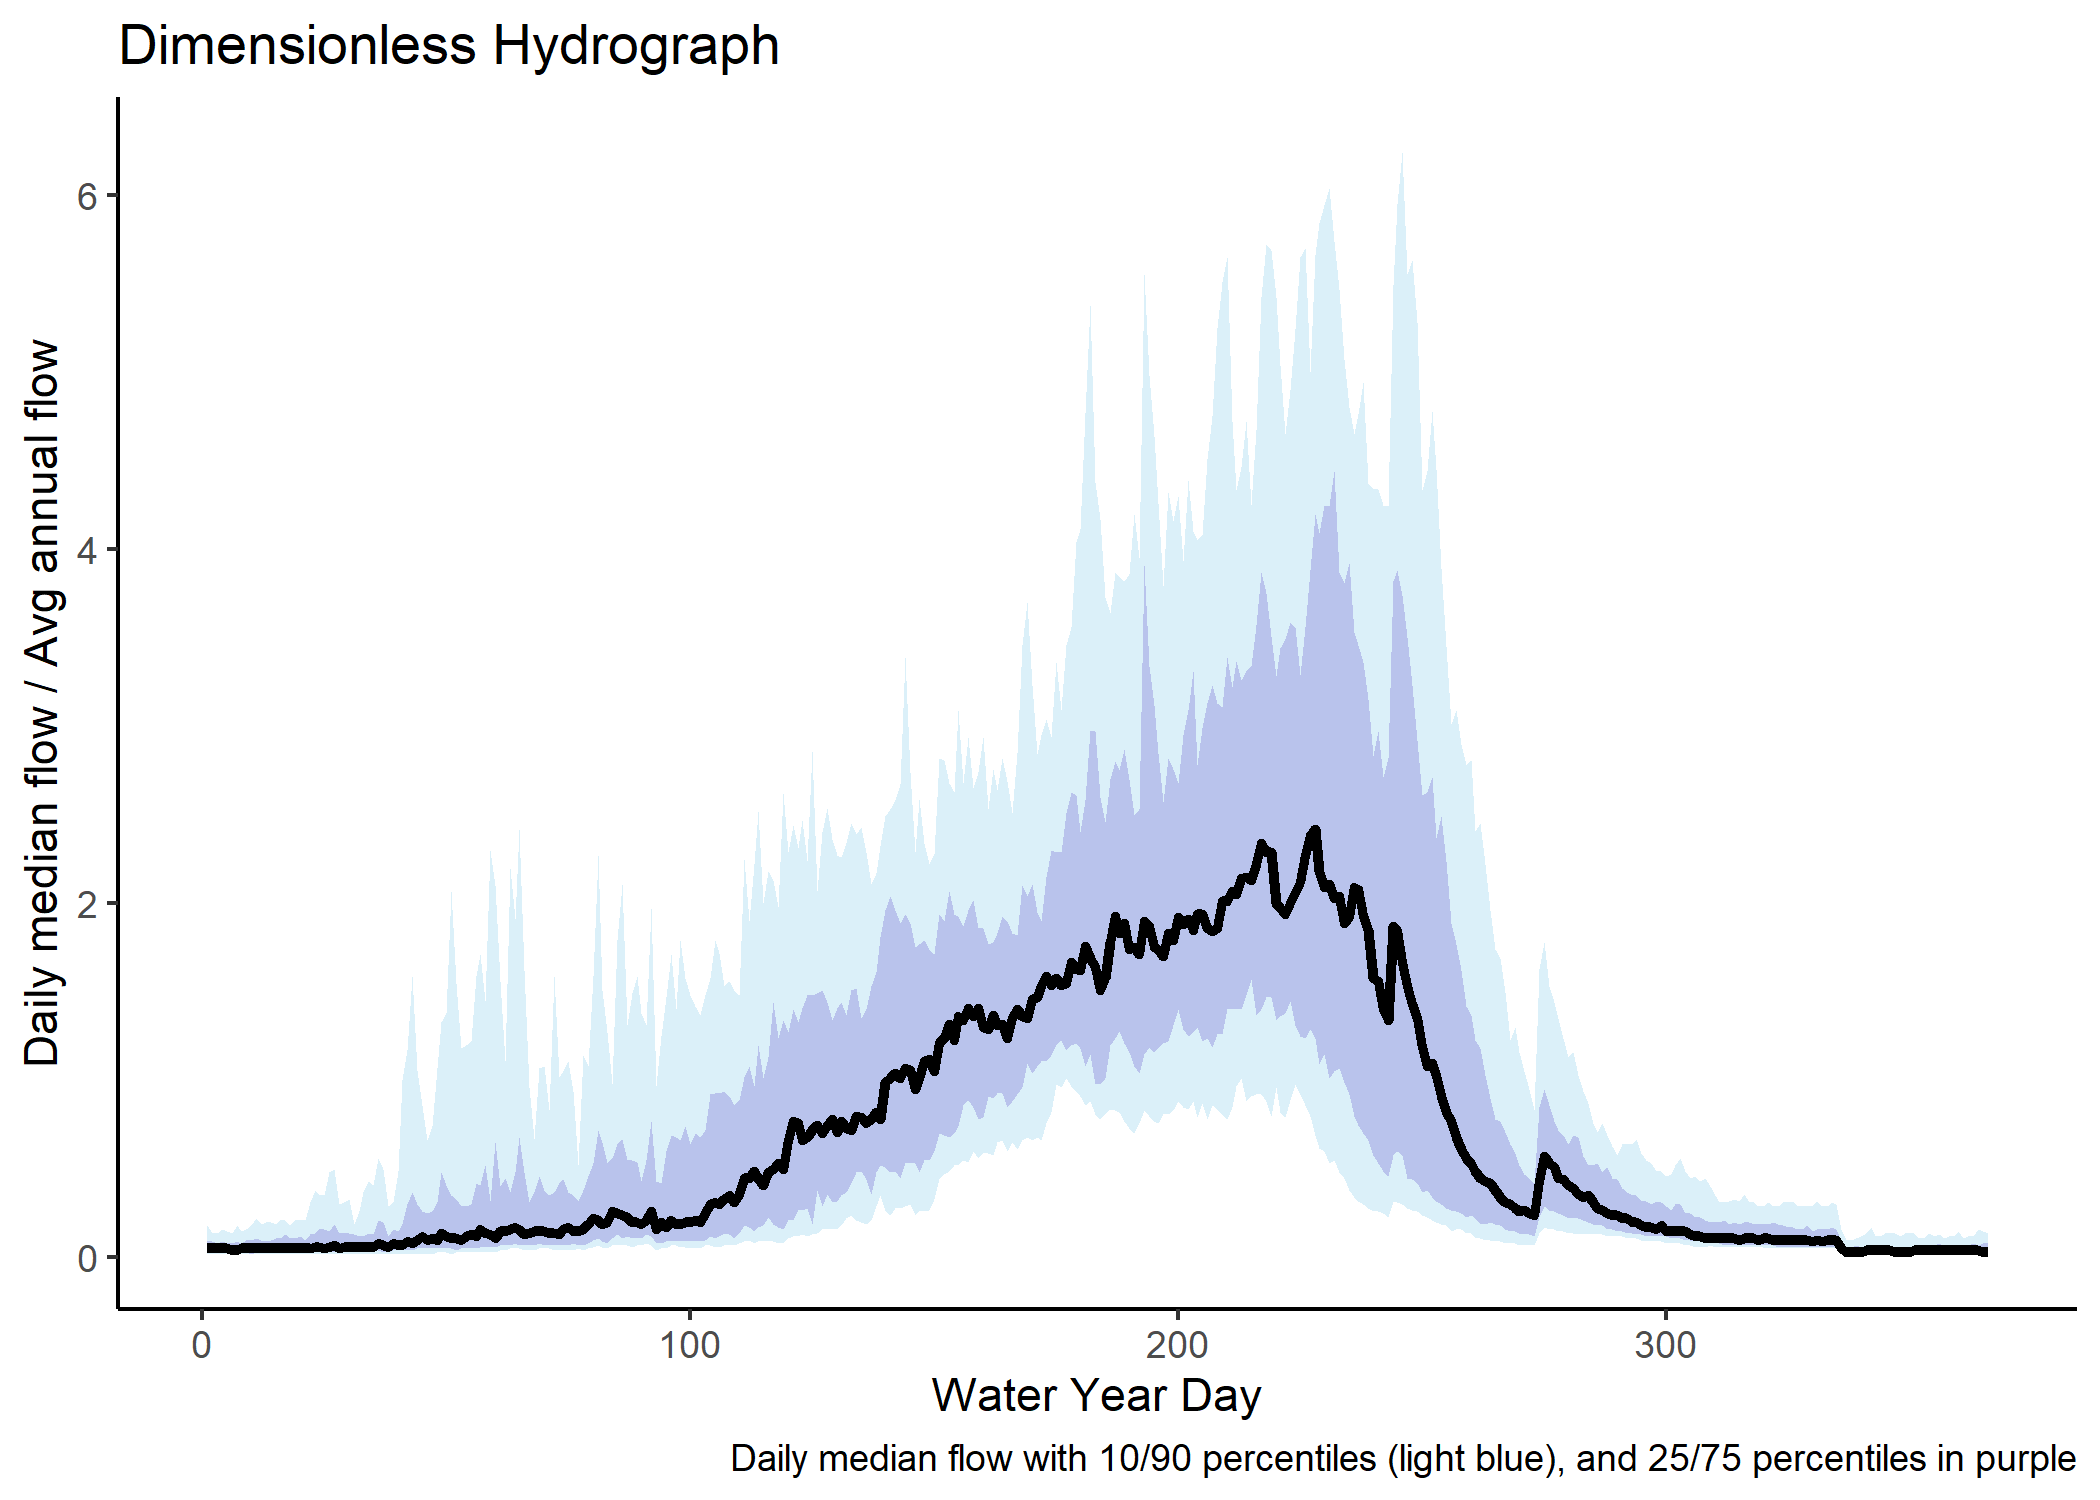 Dimensionless Hydrograph
Daily median flow / Avg annual flow
6
4
2
0
0 100 200 300
Water Year Day
Daily median flow with 10/90 percentiles (light blue), and 25/75 percentiles in purple